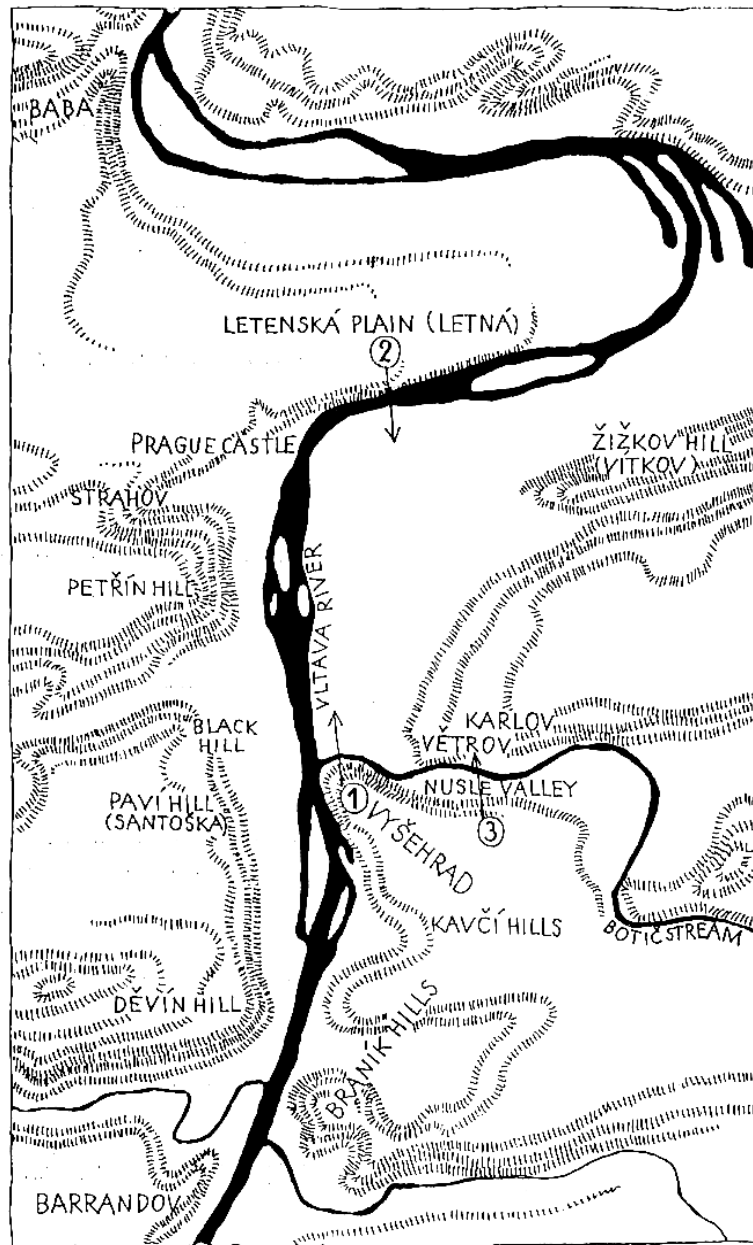 BABA
LETENSKÁ PLAIN (LETNÁ)
2
PRAGUE CASTLE
ŽIŽKOV HILL
(VÍTKOV)
STRAHOV
PETŘÍN HILL
VLTAVA RIVER
BLACK
HILL
KARLOV
VĚTROV
NUSLE VALLEY
PAVÍ HILL
(SANTOŠKA)
1
VYŠEHRAD
3
KAVČÍ HILLS
BOTIČ STREAM
DĚVÍN HILL
BRANÍK HILLS
BARRANDOV